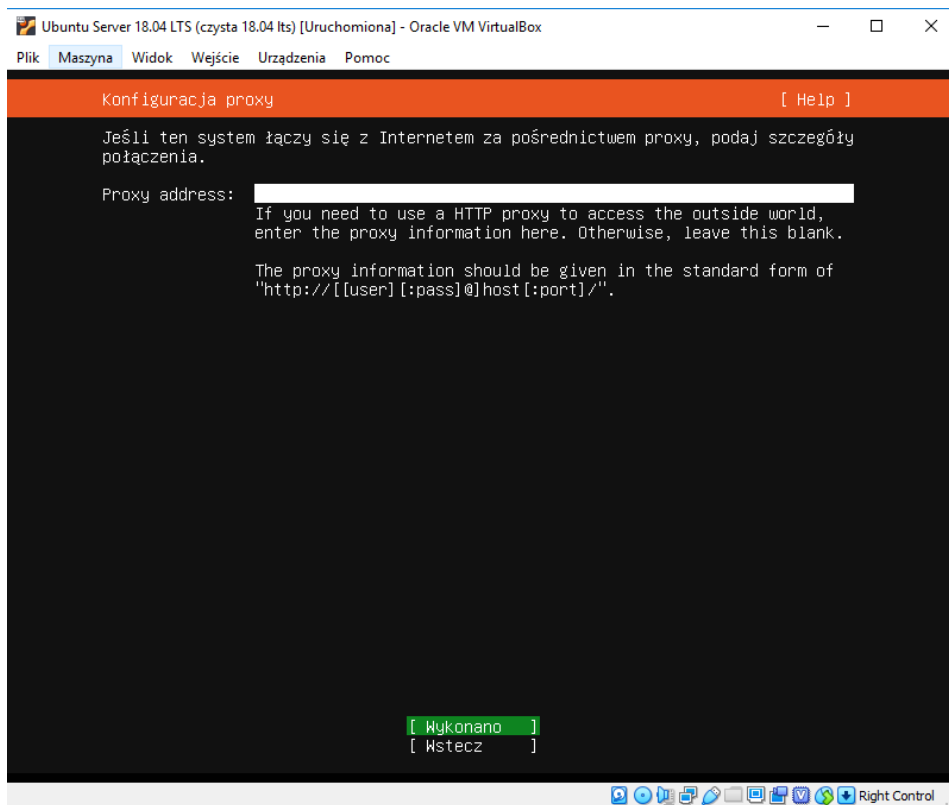 Ubuntu Server 18.04 LTS (czysta 18.04 lts) [Uruchomiona] - Oracle VM VirtualBox
Plik Maszyna Widok Wejście Urządzenia Pomoc
Konfiguracja proxy [ Help ]
Jeśli ten system łączy się z Internetem za pośrednictwem proxy, podaj szczegóły
połączenia.
Proxy address:
If you need to use a HTTP proxy to access the outside world,
enter the proxy information here. Otherwise, leave this blank.
The proxy information should be given in the standard form of
"http://[[user][:pass]@]host[:port]/".
[ Wykonano ]
[ Wstecz ]
Right Control